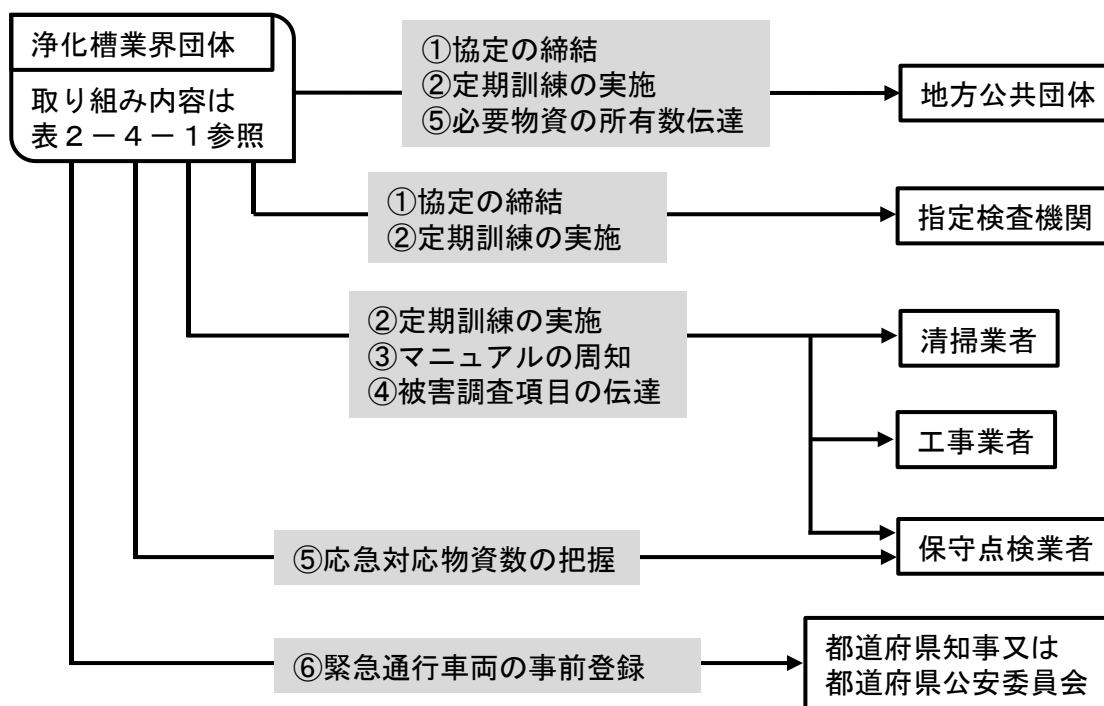 浄化槽業界団体
取り組み内容は
表２－４－１参照
①協定の締結
②定期訓練の実施
⑤必要物資の所有数伝達
地方公共団体
①協定の締結
②定期訓練の実施
指定検査機関
②定期訓練の実施
③マニュアルの周知
④被害調査項目の伝達
清掃業者
工事業者
⑤応急対応物資数の把握
保守点検業者
⑥緊急通行車両の事前登録
都道府県知事又は
都道府県公安委員会